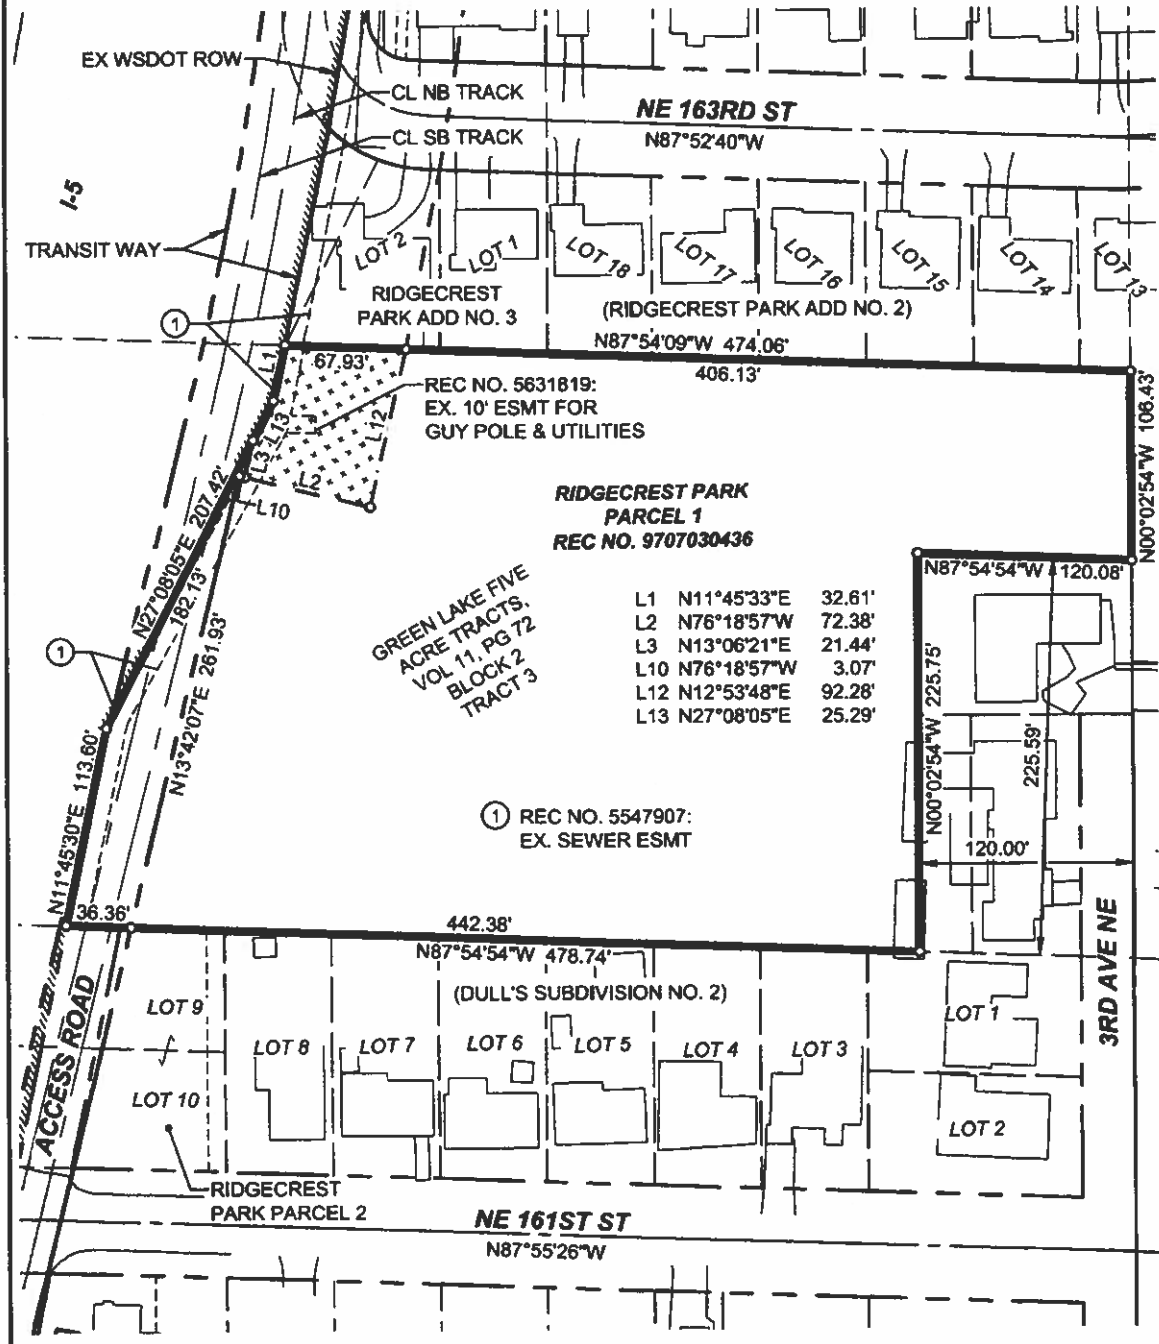 EX WSDOT ROW
CL NB TRACK
CL SB TRACK
I-5
TRANSIT WAY
NE 163RD ST
N87°52'40"W
LOT 2
LOT 1
LOT 18
LOT 17
LOT 16
LOT 15
LOT 14
LOT 13
RIDGECREST
PARK ADD NO. 3
(RIDGECREST PARK ADD NO. 2)
1
N87°54'09"W 474.06'
67.93'
406.13'
L1
REC NO. 5631819:
EX. 10' ESMT FOR
GUY POLE & UTILITIES
L13
L12
L3
L2
L10
N00°02'54"W 106.43'
RIDGECREST PARK
PARCEL 1
REC NO. 9707030436
N27°08'05"E 207.42'
182.13'
N13°42'07"E 261.93'
N87°54'54"W 120.08'
GREEN LAKE FIVE
ACRE TRACTS,
VOL 11, PG 72
BLOCK 2
TRACT 3
L1 N11°45'33"E 32.61'
L2 N76°18'57"W 72.38'
L3 N13°06'21"E 21.44'
L10 N76°18'57"W 3.07'
L12 N12°53'48"E 92.28'
L13 N27°08'05"E 25.29'
1
N00°02'54"W 225.75'
225.59'
N11°45'30"E 113.60'
1 REC NO. 5547907:
EX. SEWER ESMT
120.00'
36.36'
442.38'
N87°54'54"W 478.74'
(DULL'S SUBDIVISION NO. 2)
3RD AVE NE
ACCESS ROAD
LOT 9
LOT 8
LOT 7
LOT 6
LOT 5
LOT 4
LOT 3
LOT 1
LOT 10
LOT 2
RIDGECREST
PARK PARCEL 2
NE 161ST ST
N87°55'26"W